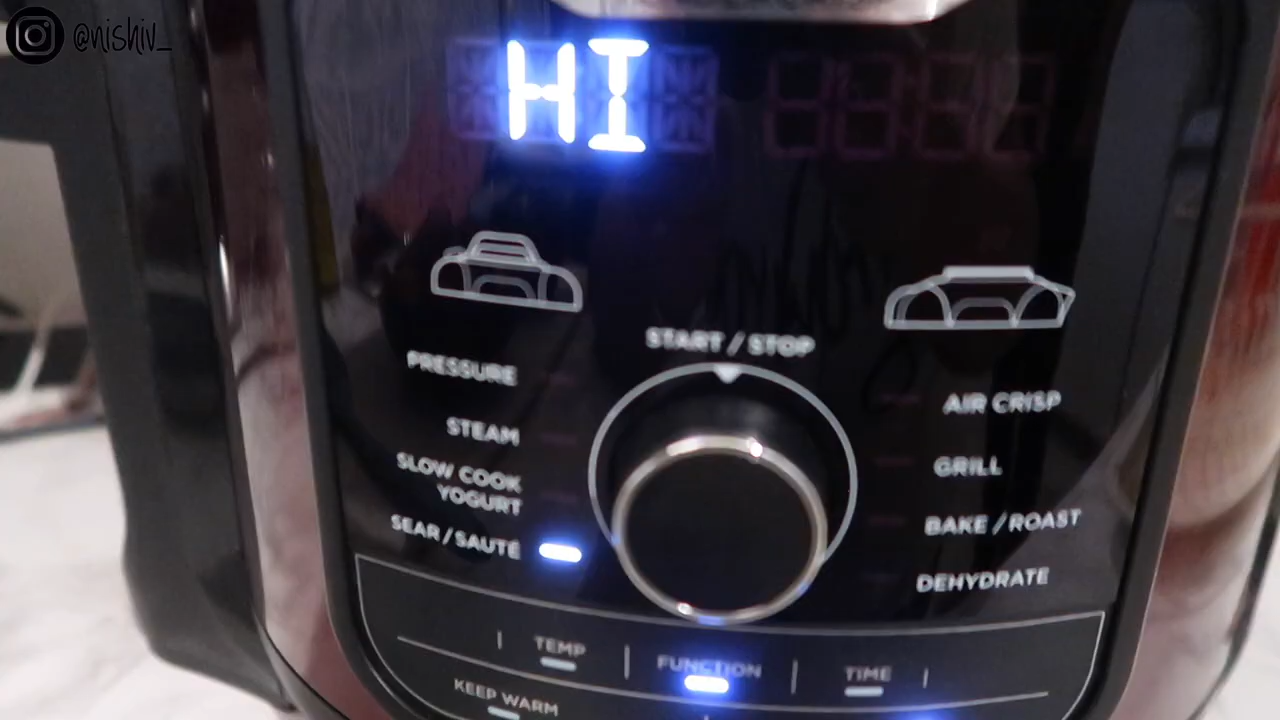 @nishiv_
HI
START / STOP
PRESSURE
STEAM
SLOW COOK
YOGURT
SEAR / SAUTÉ
AIR CRISP
GRILL
BAKE / ROAST
DEHYDRATE
TEMP
FUNCTION
TIME
KEEP WARM